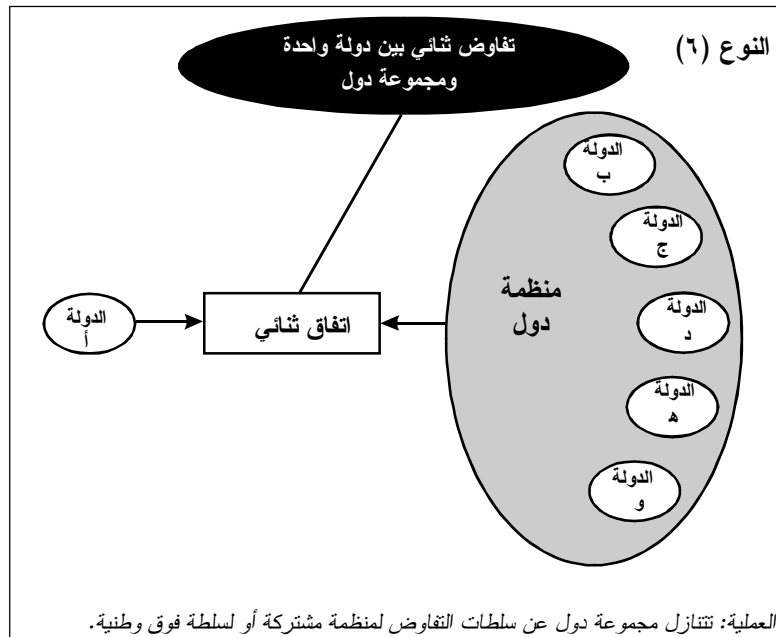 النوع (٦)
تفاوض ثنائي بين دولة واحدة
ومجموعة دول
الدولة
ب
الدولة
ج
منظمة
دول
الدولة
د
اتفاق ثنائي
الدولة
أ
الدولة
ه
الدولة
و
العملية: تتنازل مجموعة دول عن سلطات التفاوض لمنظمة مشتركة أو لسلطة فوق وطنية.